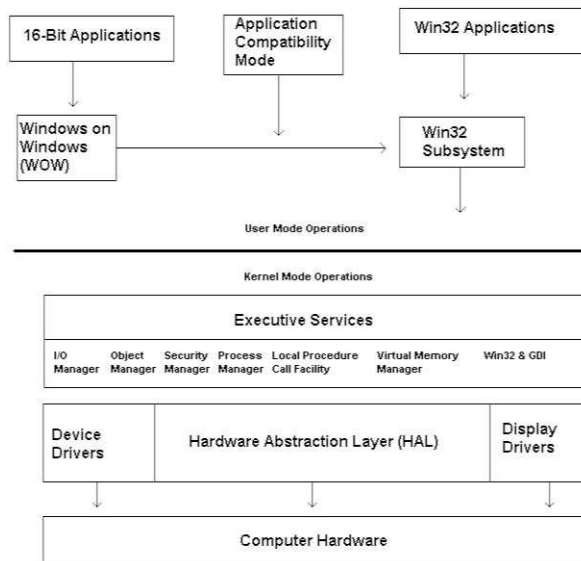 16-Bit Applications
Application
Compatibility
Mode
Win32 Applications
Windows on
Windows
(WOW)
Win32
Subsystem
User Mode Operations
Kernel Mode Operations
Executive Services
I/O
Manager
Object
Manager
Security
Manager
Process
Manager
Local Procedure
Call Facility
Virtual Memory
Manager
Win32 & GDI
Device
Drivers
Hardware Abstraction Layer (HAL)
Display
Drivers
Computer Hardware